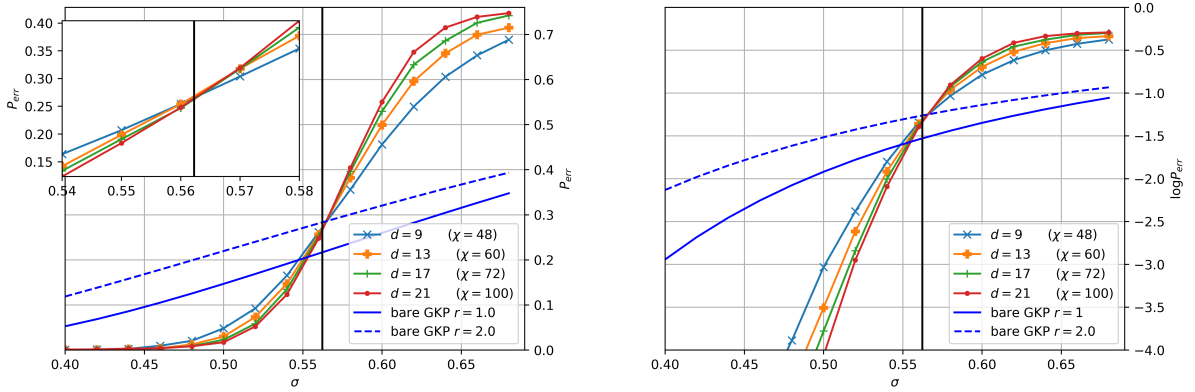 0.40
0.35
0.30
0.25
0.20
0.15
P_err
0.54
0.55
0.56
0.57
0.58
0.7
0.6
0.5
0.4
0.3
0.2
0.1
0.0
P_err
0.40
0.45
0.50
0.55
0.60
0.65
σ
d = 9 (χ = 48)
d = 13 (χ = 60)
d = 17 (χ = 72)
d = 21 (χ = 100)
bare GKP r = 1.0
bare GKP r = 2.0
0.0
−0.5
−1.0
−1.5
−2.0
−2.5
−3.0
−3.5
−4.0
logP_err
0.40
0.45
0.50
0.55
0.60
0.65
σ
d = 9 (χ = 48)
d = 13 (χ = 60)
d = 17 (χ = 72)
d = 21 (χ = 100)
bare GKP r = 1
bare GKP r = 2.0